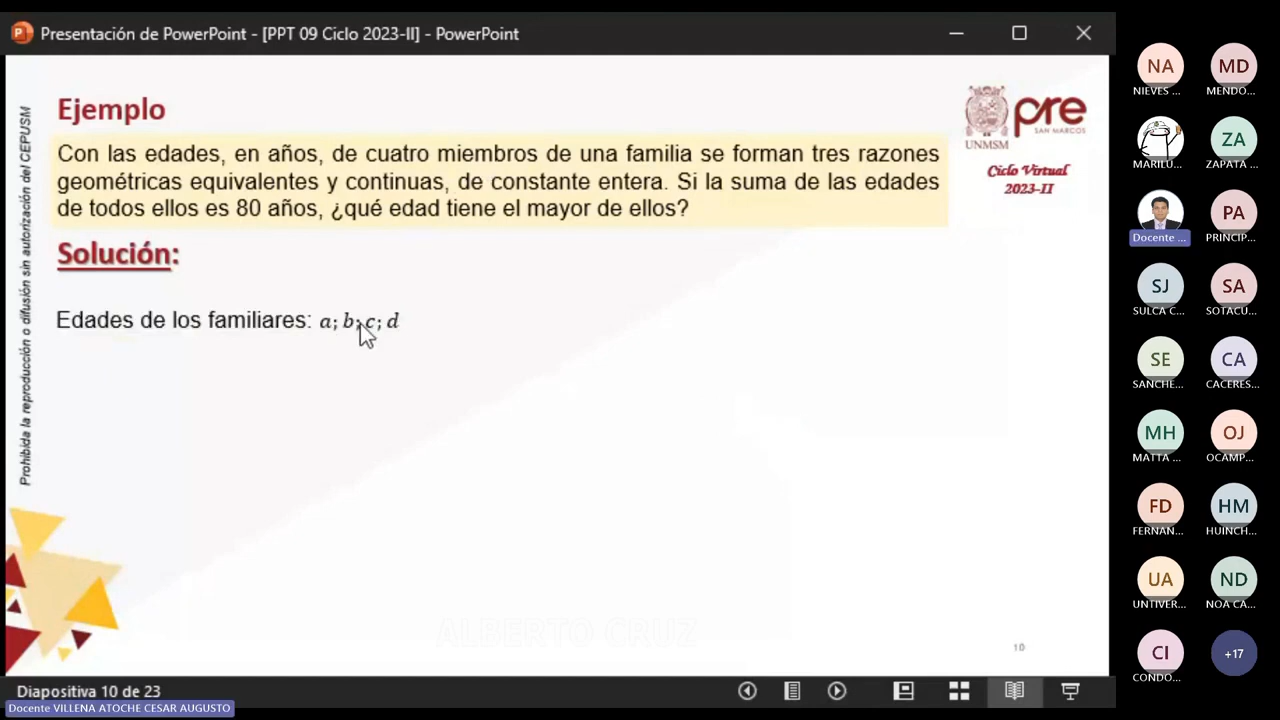 Presentación de PowerPoint - [PPT 09 Ciclo 2023-II] - PowerPoint
Prohibida la reproducción o difusión sin autorización del CEPUSM
Ejemplo
Con las edades, en años, de cuatro miembros de una familia se forman tres razones
geométricas equivalentes y continuas, de constante entera. Si la suma de las edades
de todos ellos es 80 años, ¿qué edad tiene el mayor de ellos?
UNMSM
pre
SAN MARCOS
Ciclo Virtual
2023-II
Solución:
Edades de los familiares: a; b; c; d
ALBERTO CRUZ
10
Diapositiva 10 de 23
Docente VILLENA ATOCHE CESAR AUGUSTO
NA
NIEVES ...
MD
MENDO...
MARILU...
ZA
ZAPATA ...
Docente ...
PA
PRINCIP...
SJ
SULCA C...
SA
SOTACU...
SE
SANCHE...
CA
CACERES...
MH
MATTA ...
OJ
OCAMP...
FD
FERNAN...
HM
HUINCH...
UA
UNTIVER...
ND
NOA CA...
CI
CONDO...
+17